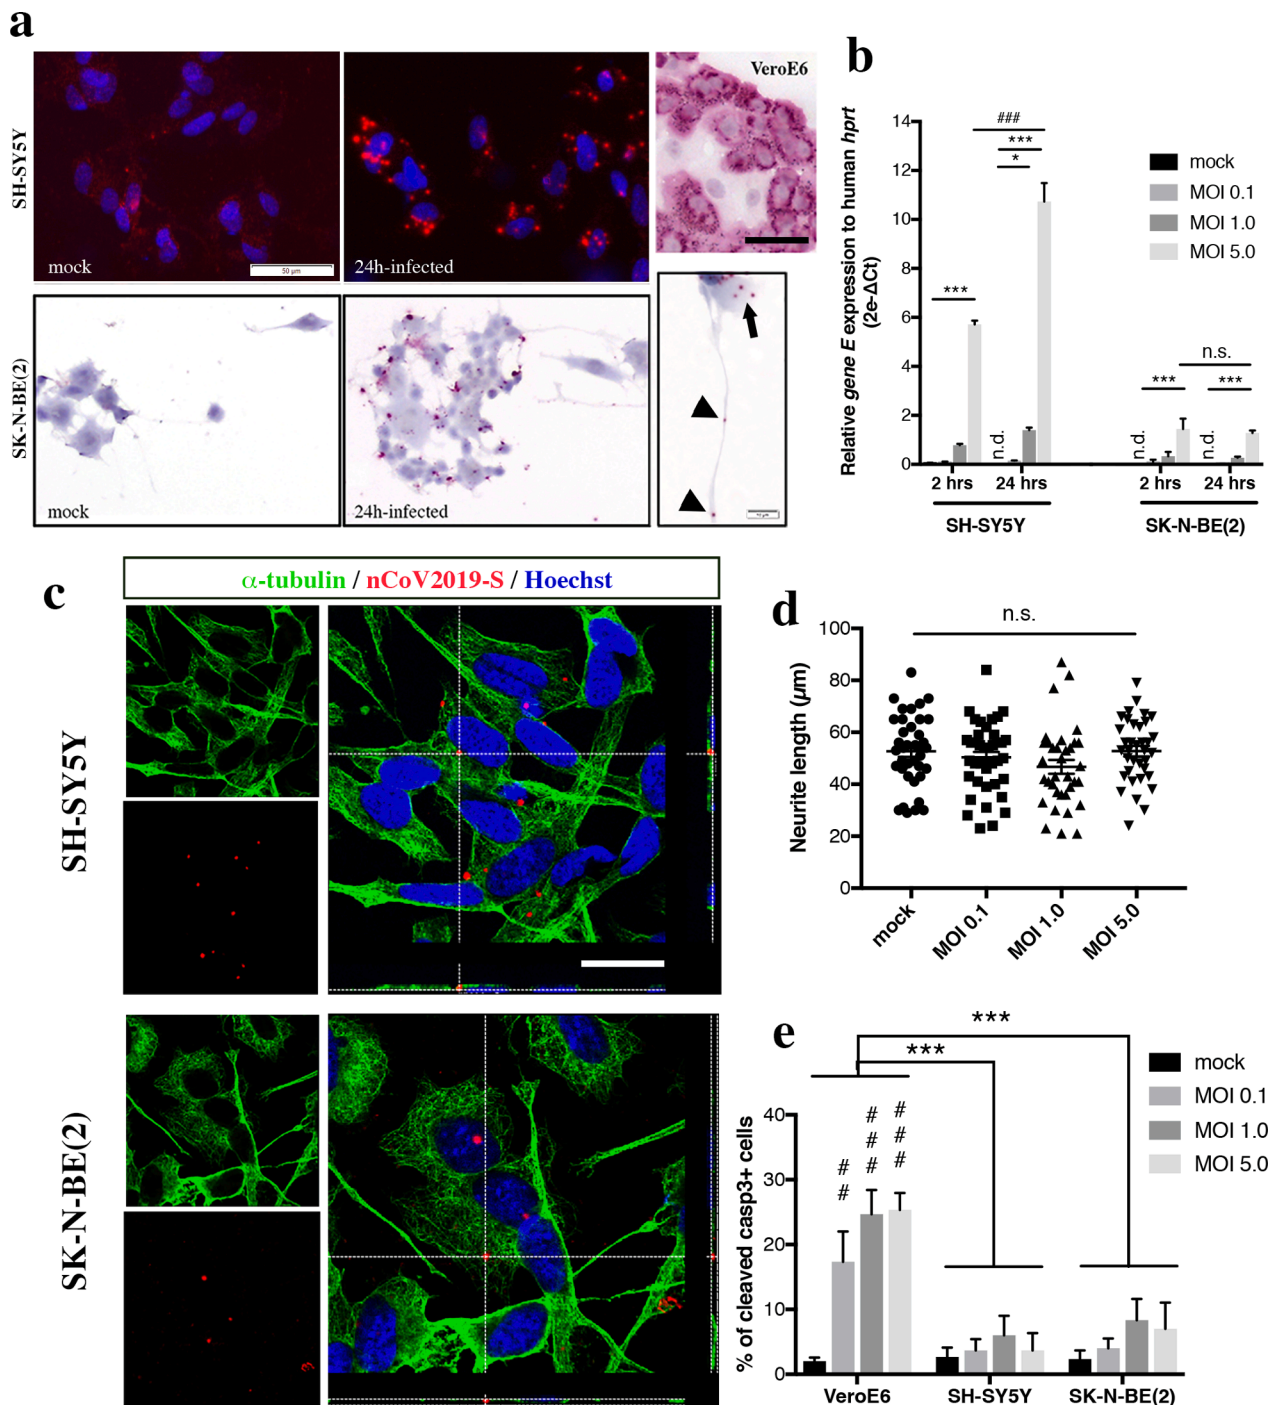 a
SH-SY5Y
mock
50 µm
24h-infected
VeroE6
SK-N-BE(2)
mock
24h-infected
b
Relative gene E expression to human hprt
(2e-ΔCt)
14
12
10
8
6
4
2
0
###
***
*
***
n.d.
n.s.
***
***
n.d.
n.d.
mock
MOI 0.1
MOI 1.0
MOI 5.0
2 hrs
24 hrs
2 hrs
24 hrs
SH-SY5Y
SK-N-BE(2)
c
α-tubulin / nCoV2019-S / Hoechst
SH-SY5Y
SK-N-BE(2)
d
n.s.
Neurite length (µm)
100
80
60
40
20
0
mock
MOI 0.1
MOI 1.0
MOI 5.0
e
***
***
% of cleaved casp3+ cells
40
30
20
10
0
##
###
###
mock
MOI 0.1
MOI 1.0
MOI 5.0
VeroE6
SH-SY5Y
SK-N-BE(2)